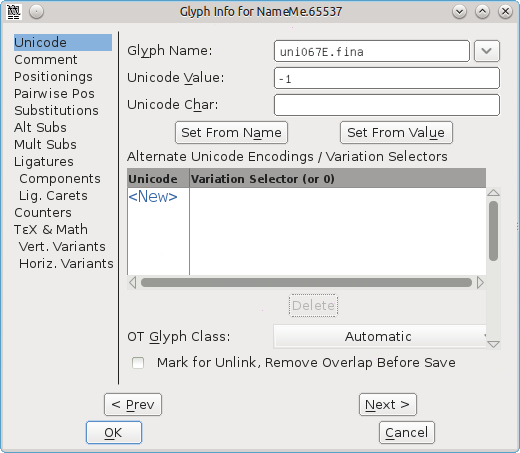 Glyph Info for NameMe.65537
Unicode
Comment
Positionings
Pairwise Pos
Substitutions
Alt Subs
Mult Subs
Ligatures
Components
Lig. Carets
Counters
TεX & Math
Vert. Variants
Horiz. Variants
Glyph Name:
uni067E.fina
Unicode Value:
-1
Unicode Char:
Set From Name
Set From Value
Alternate Unicode Encodings / Variation Selectors
Unicode Variation Selector (or 0)
<New>
Delete
OT Glyph Class:
Automatic
Mark for Unlink, Remove Overlap Before Save
< Prev
Next >
OK
Cancel